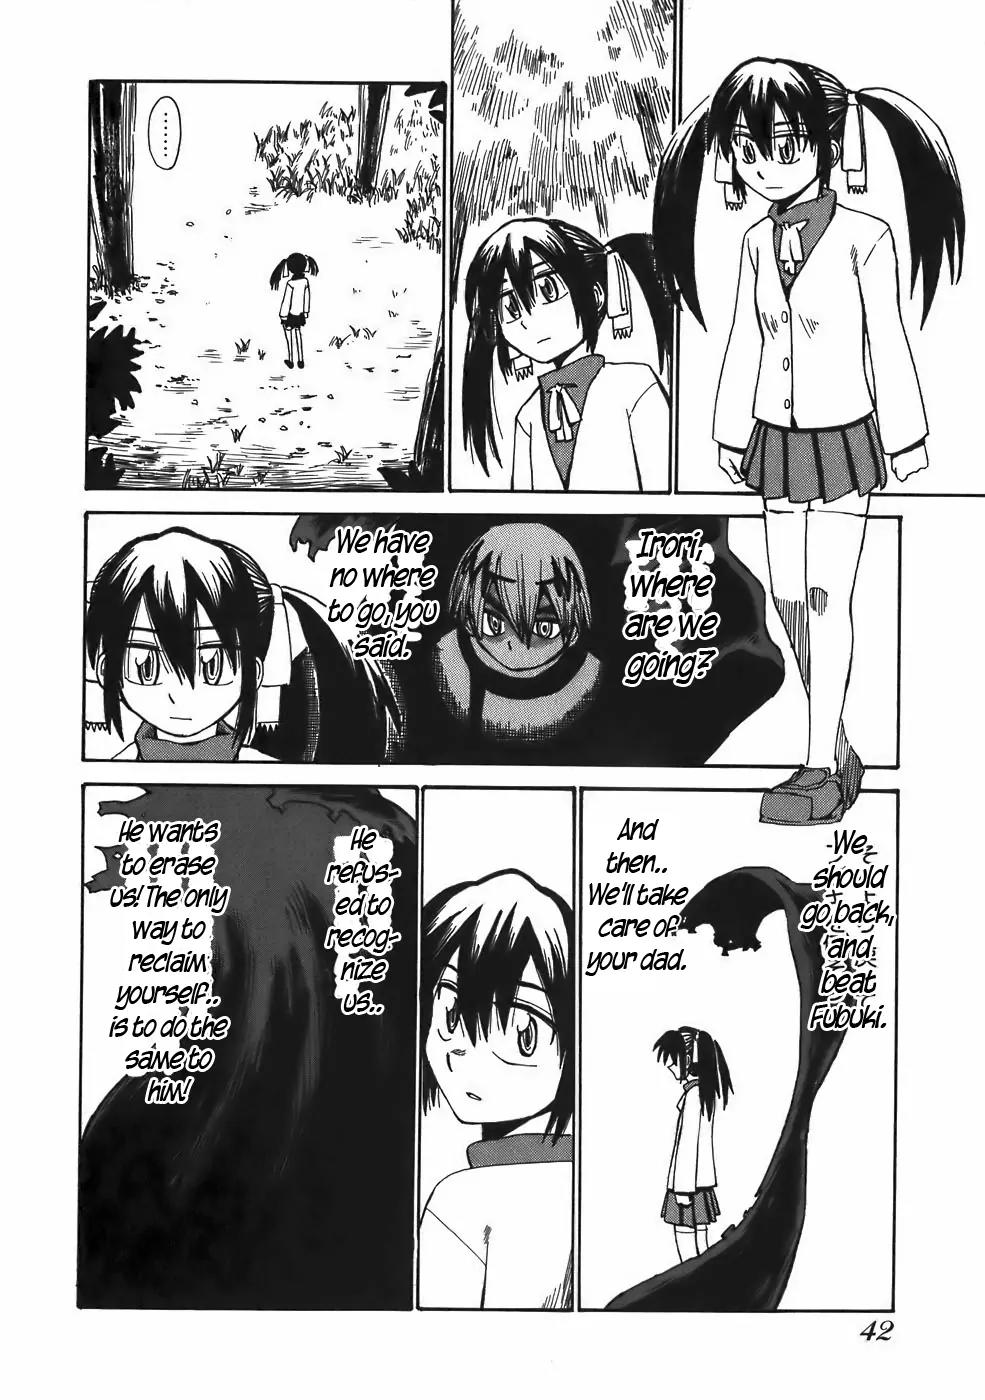 .......
Irori,
where
are we
going?
We have
no where
to go, you
said.
We
should
go back,
and
beat
Fubuki.
And
then..
We'll take
care of
your dad.
He
refus-
ed to
recog-
nize
us..
He wants
to erase
us! The only
way to
reclaim
yourself..
is to do the
same to
him!
42